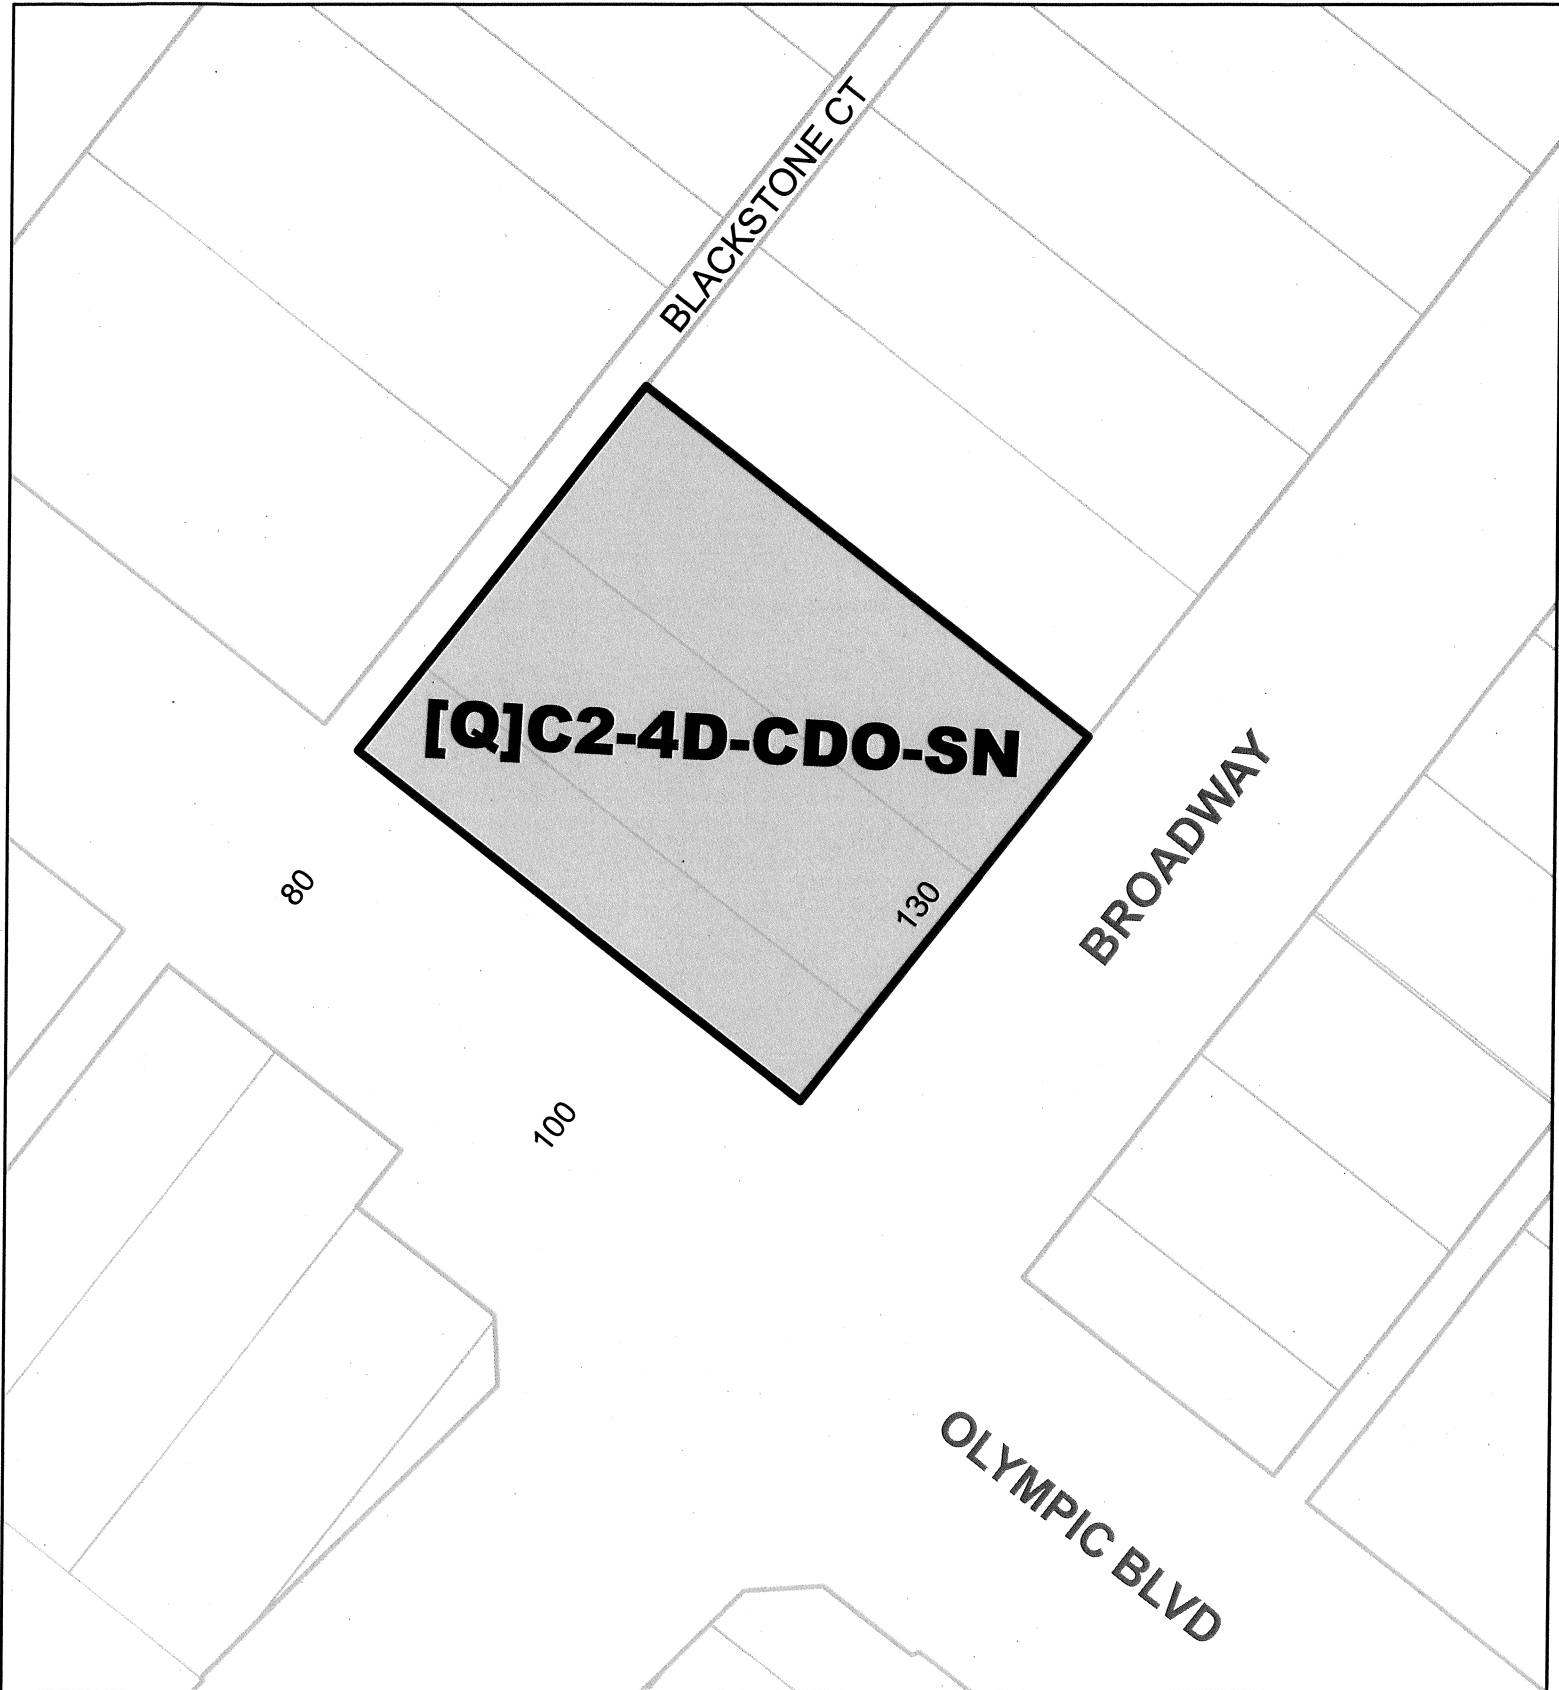 BLACKSTONE CT
[Q]C2-4D-CDO-SN
BROADWAY
80
130
100
OLYMPIC BLVD